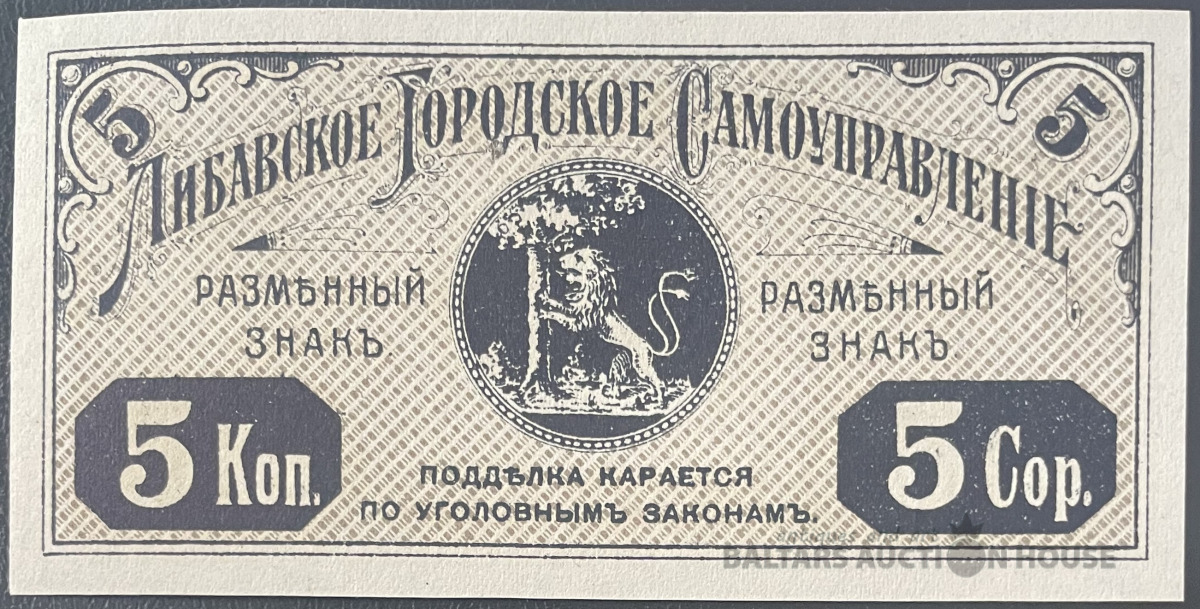 5 5
Либавское Городское Самоуправленіе
РАЗМѢННЫЙ
ЗНАКЪ.
РАЗМѢННЫЙ
ЗНАКЪ.
5 Коп.
ПОДДѢЛКА КАРАЕТСЯ
ПО УГОЛОВНЫМЪ ЗАКОНАМЪ.
5 Cop.
BALTARS AUCTION HOUSE